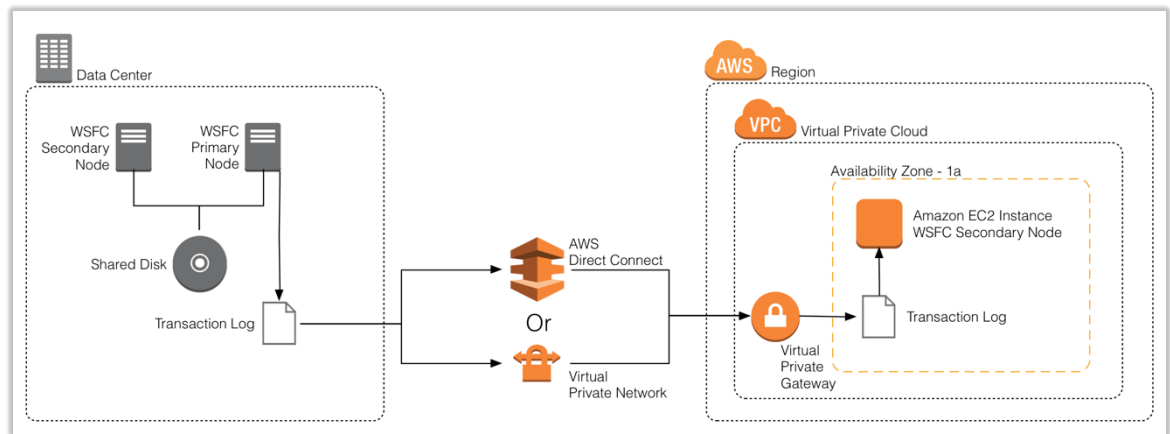 Data Center
WSFC
Secondary
Node
WSFC
Primary
Node
Shared Disk
Transaction Log
AWS
Direct Connect
Or
Virtual
Private Network
AWS
Region
VPC
Virtual Private Cloud
Availability Zone - 1a
Amazon EC2 Instance
WSFC Secondary Node
Transaction Log
Virtual
Private
Gateway